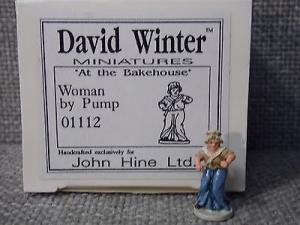 David Winter™
MINIATURES
"At the Bakehouse"
Woman
by Pump
01112
Handcrafted exclusively for
John Hine Ltd.